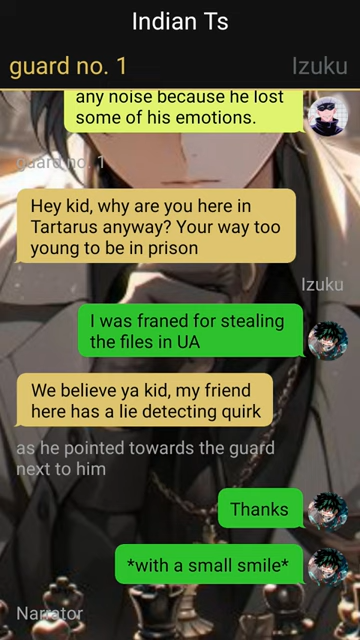 Indian Ts
guard no. 1 Izuku
any noise because he lost
some of his emotions.
guard no. 1
Hey kid, why are you here in
Tartarus anyway? Your way too
young to be in prison
Izuku
I was franed for stealing
the files in UA
We believe ya kid, my friend
here has a lie detecting quirk
as he pointed towards the guard
next to him
Thanks
*with a small smile*
Narrator